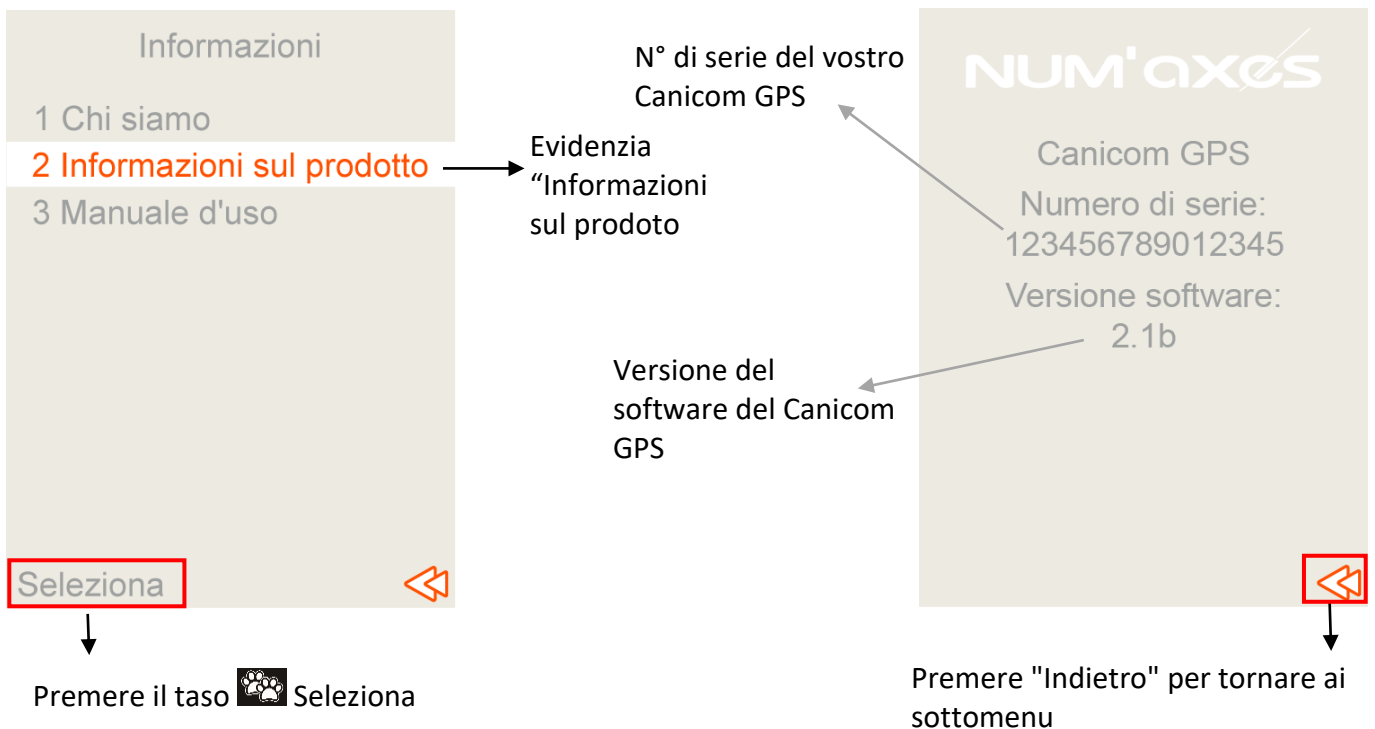 Informazioni
1 Chi siamo
2 Informazioni sul prodotto
3 Manuale d'uso
Seleziona
Premere il taso Seleziona
Evidenzia
“Informazioni
sul prodoto
N° di serie del vostro
Canicom GPS
Versione del
software del Canicom
GPS
NUM'axes
Canicom GPS
Numero di serie:
123456789012345
Versione software:
2.1b
Premere "Indietro" per tornare ai
sottomenu